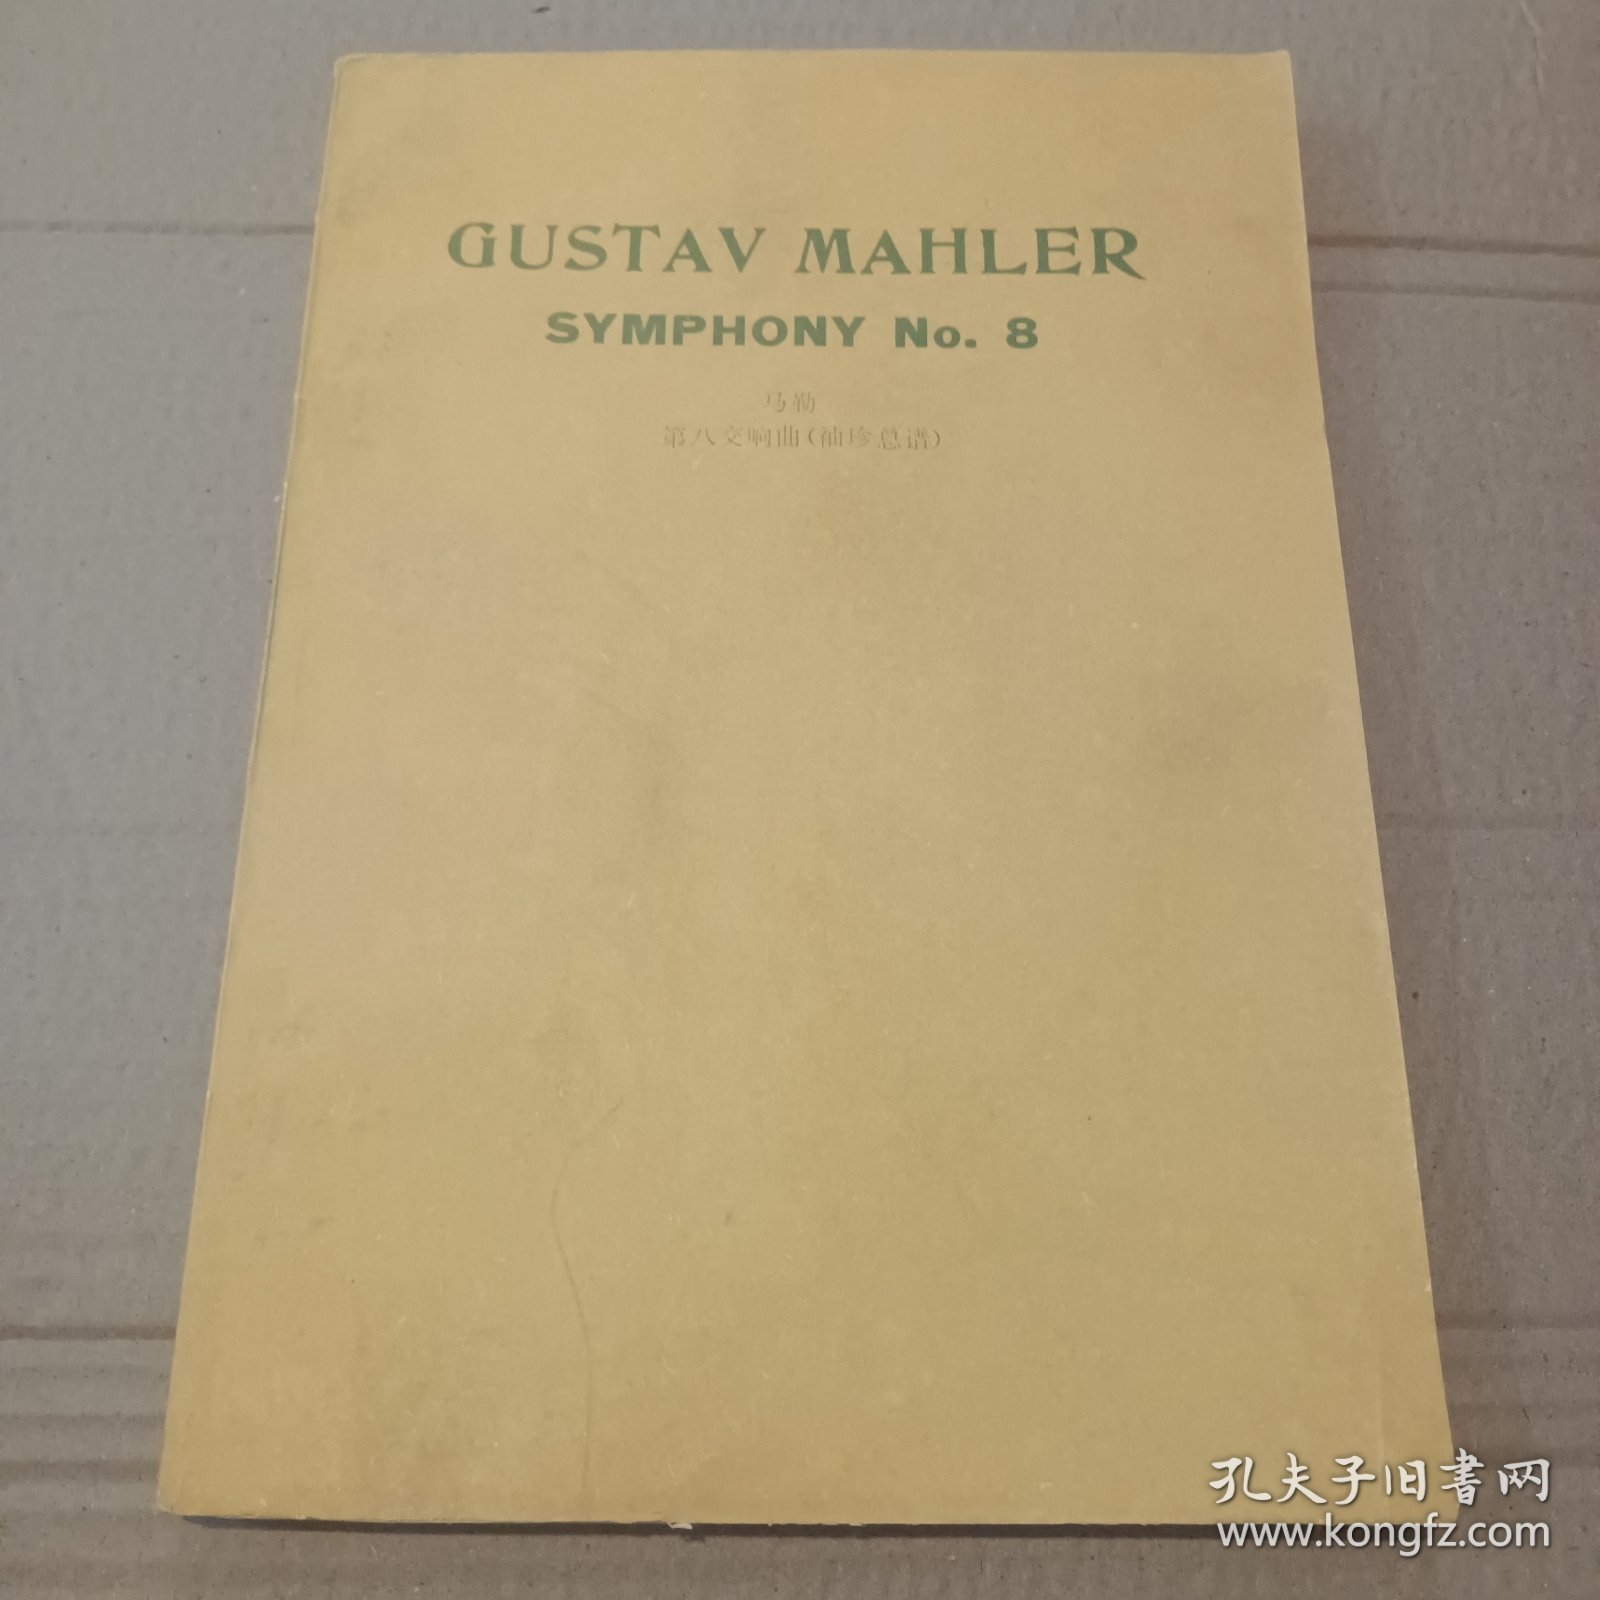 GUSTAV MAHLER
SYMPHONY No. 8
马勒
第八交响曲(袖珍总谱)
孔夫子旧書网
www.kongfz.com